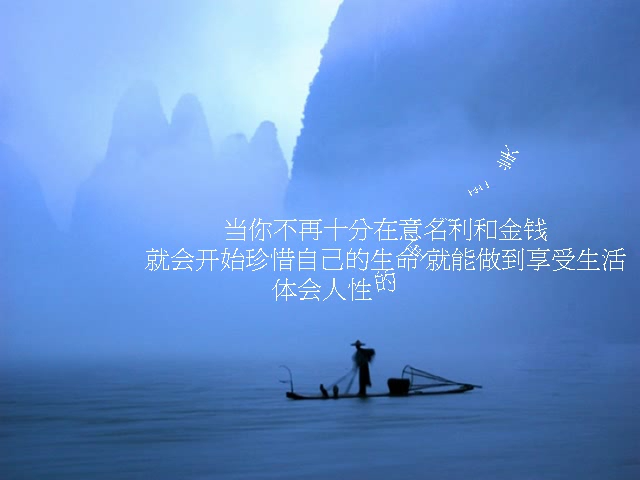 当你不再十分在意名利和金钱
就会开始珍惜自己的生命 就能做到享受生活
体会人性的